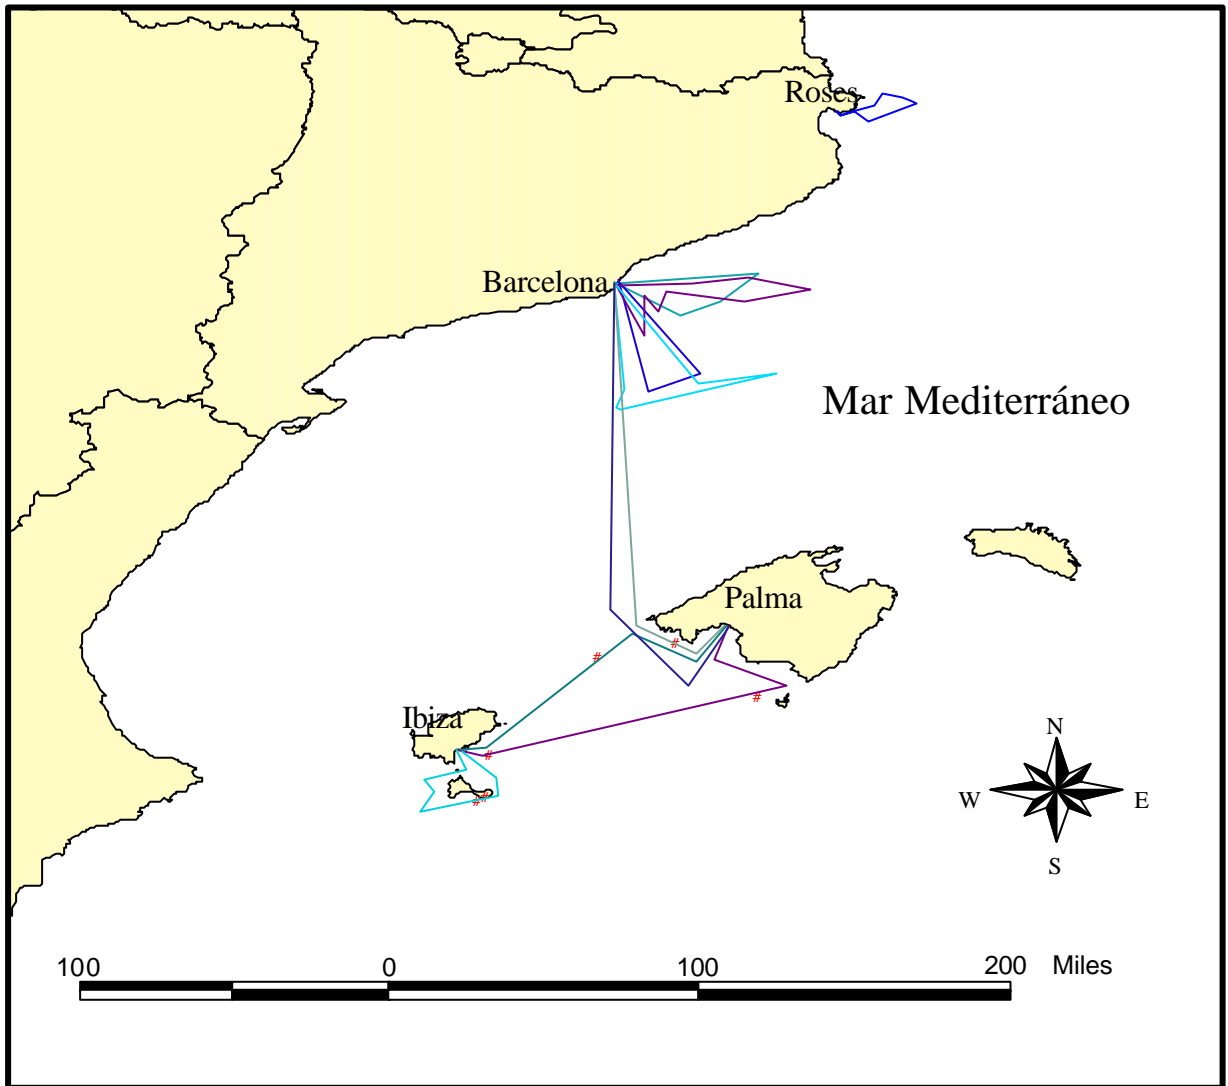 Roses
Barcelona
Mar Mediterráneo
Palma
#
#
#
Ibiza
#
# #
N
W E
S
100 0 100 200 Miles